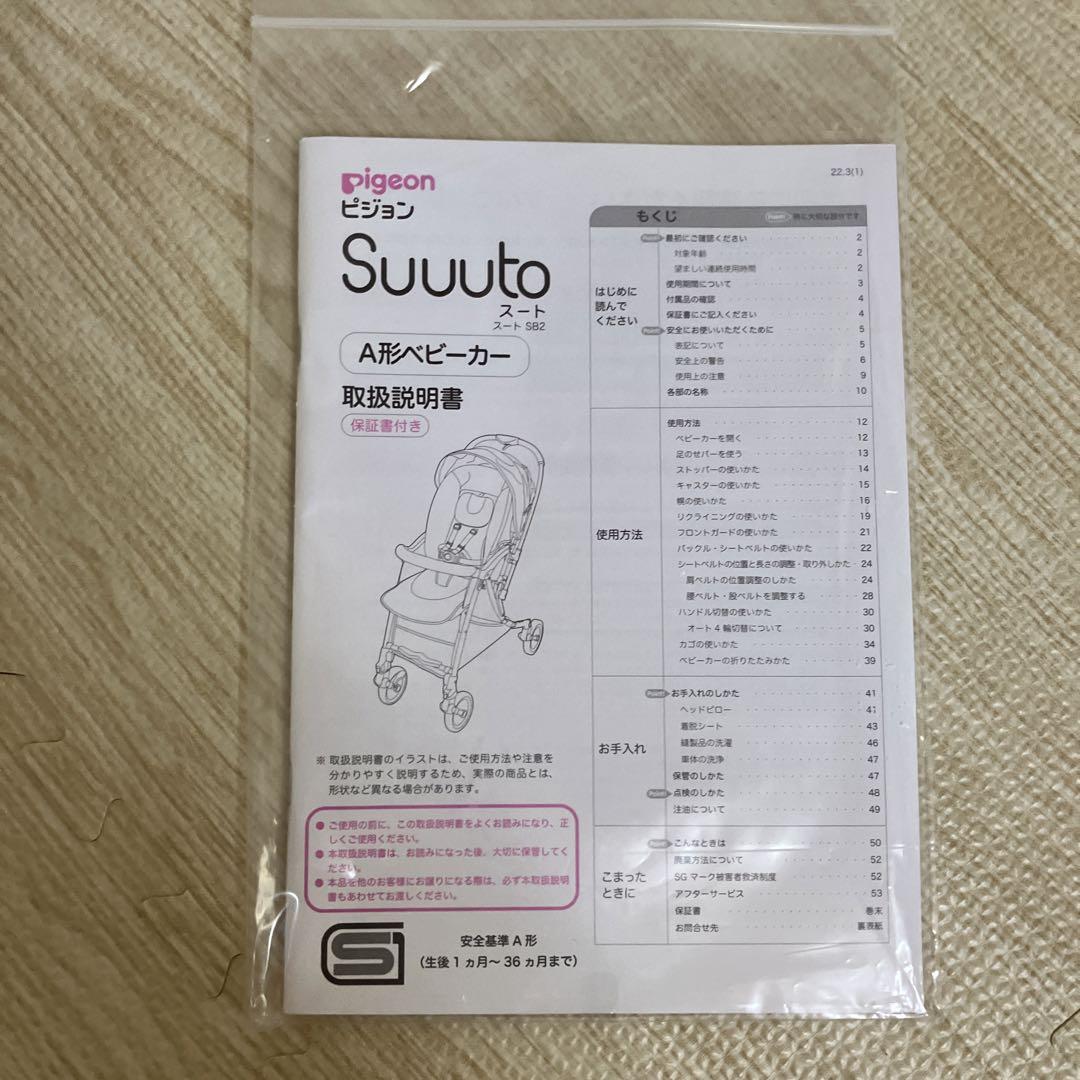 Pigeon
ピジョン
Suuuto
スート
スート SB2
A形ベビーカー
取扱説明書
保証書付き
※ 取扱説明書のイラストは、ご使用方法や注意を
分かりやすく説明するため、実際の商品とは、
形状など異なる場合があります。
● ご使用の前に、この取扱説明書をよくお読みになり、正
しくご使用ください。
● 本取扱説明書は、お読みになった後、大切に保管してく
ださい。
● 本品を他のお客様にお譲りになる際は、必ず本取扱説明
書もあわせてお渡しください。
安全基準 A 形
(生後 1 ヵ月〜 36 ヵ月まで)
22.3(1)
もくじ
Point 特に大切な部分です
はじめに
読んで
ください
Point 最初にご確認ください 2
対象年齢 2
望ましい連続使用時間 2
使用期間について 3
付属品の確認 4
保証書にご記入ください 4
Point 安全にお使いいただくために 5
表記について 5
安全上の警告 6
使用上の注意 9
各部の名称 10
使用方法
使用方法 12
ベビーカーを開く 12
足のせバーを使う 13
ストッパーの使いかた 14
キャスターの使いかた 15
幌の使いかた 16
リクライニングの使いかた 19
フロントガードの使いかた 21
バックル・シートベルトの使いかた 22
シートベルトの位置と長さの調整・取り外しかた 24
肩ベルトの位置調整のしかた 24
腰ベルト・股ベルトを調整する 28
ハンドル切替の使いかた 30
オート 4 輪切替について 30
カゴの使いかた 34
ベビーカーの折りたたみかた 39
お手入れ
Point お手入れのしかた 41
ヘッドピロー 41
着脱シート 43
縫製品の洗濯 46
車体の洗浄 47
保管のしかた 47
Point 点検のしかた 48
注油について 49
こまった
ときに
Point こんなときは 50
廃棄方法について 52
SG マーク被害者救済制度 52
アフターサービス 53
保証書 巻末
お問合せ先 裏表紙